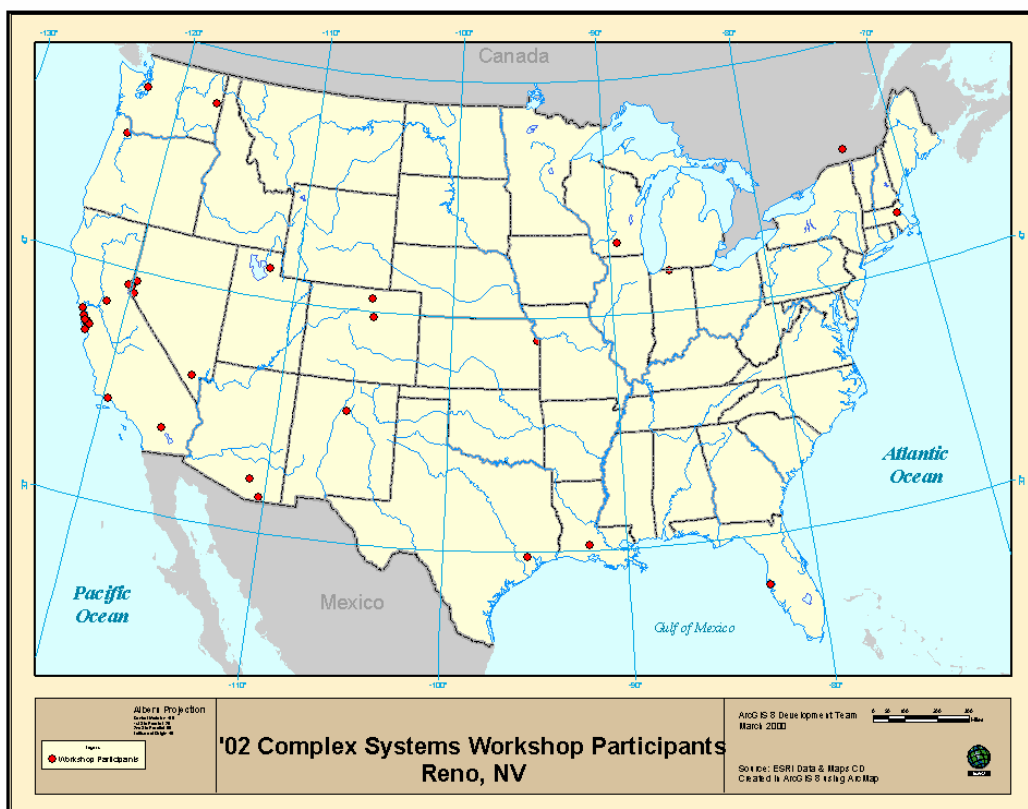 -130°
-120°
-110°
-100°
-90°
-80°
-70°
Canada
Atlantic
Ocean
Pacific
Ocean
Mexico
Gulf of Mexico
-110°
-100°
-90°
-80°
Albers Projection
Workshop Participants
'02 Complex Systems Workshop Participants
Reno, NV
ArcGIS 8 Development Team
March 2000
Source: ESRI Data & Maps CD
Created in ArcGIS 8 using ArcMap